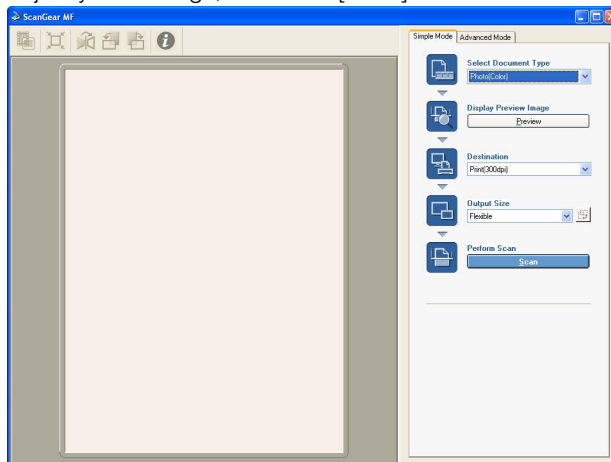 ScanGear MF
Simple Mode
Advanced Mode
Select Document Type
Photo(Color)
Display Preview Image
Preview
Destination
Print(300dpi)
Output Size
Flexible
Perform Scan
Scan